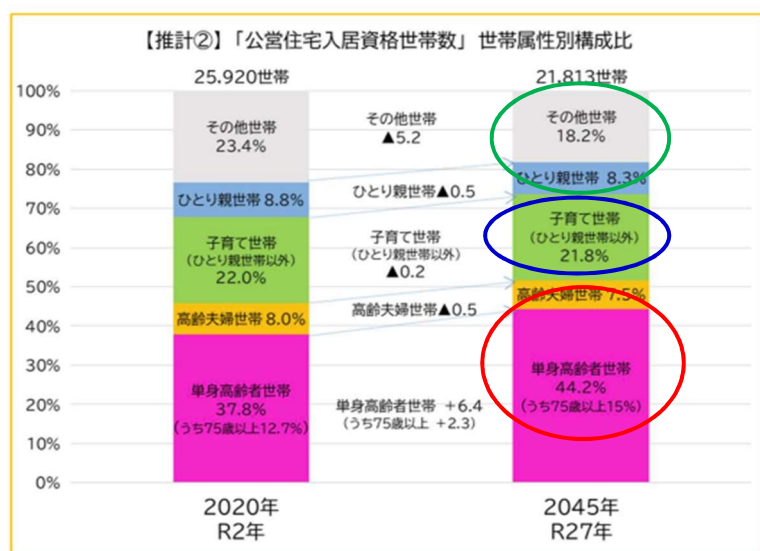 【推計②】「公営住宅入居資格世帯数」世帯属性別構成比
25.920世帯
21.813世帯
100%
90%
80%
70%
60%
50%
40%
30%
20%
10%
0%
その他世帯
23.4%
ひとり親世帯 8.8%
子育て世帯
(ひとり親世帯以外)
22.0%
高齢夫婦世帯 8.0%
単身高齢者世帯
37.8%
(うち75歳以上12.7%)
その他世帯
▲5.2
ひとり親世帯▲0.5
子育て世帯
(ひとり親世帯以外)
▲0.2
高齢夫婦世帯▲0.5
単身高齢者世帯 +6.4
(うち75歳以上 +2.3)
その他世帯
18.2%
ひとり親世帯 8.3%
子育て世帯
(ひとり親世帯以外)
21.8%
高齢夫婦世帯 7.5%
単身高齢者世帯
44.2%
(うち75歳以上15%)
2020年
R2年
2045年
R27年